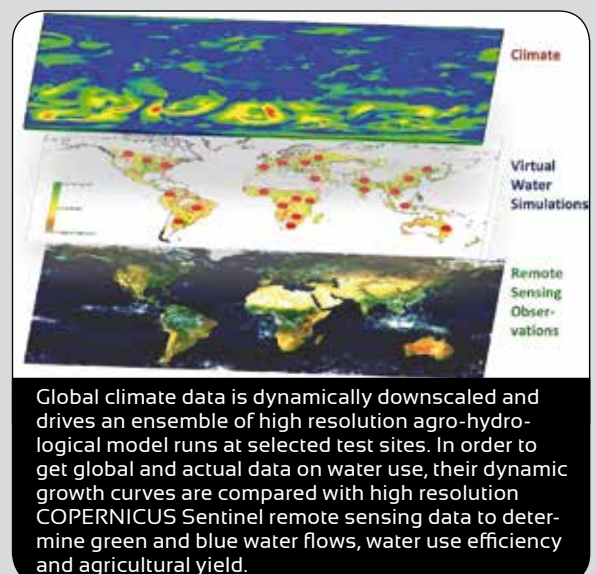 Climate
Virtual
Water
Simulations
Remote
Sensing
Obser-
vations
Global climate data is dynamically downscaled and
drives an ensemble of high resolution agro-hydro-
logical model runs at selected test sites. In order to
get global and actual data on water use, their dynamic
growth curves are compared with high resolution
COPERNICUS Sentinel remote sensing data to deter-
mine green and blue water flows, water use efficiency
and agricultural yield.